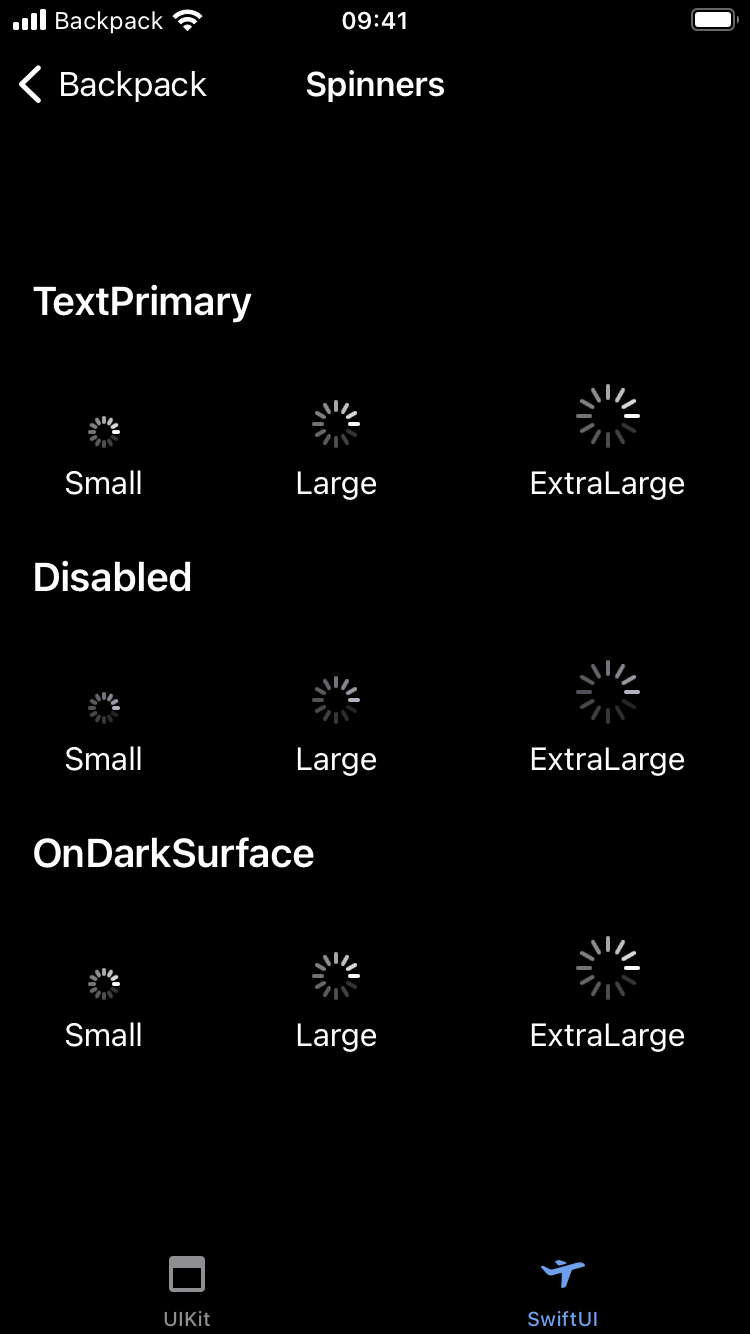 Backpack 09:41
Backpack Spinners
TextPrimary
Small Large ExtraLarge
Disabled
Small Large ExtraLarge
OnDarkSurface
Small Large ExtraLarge
UIKit SwiftUI